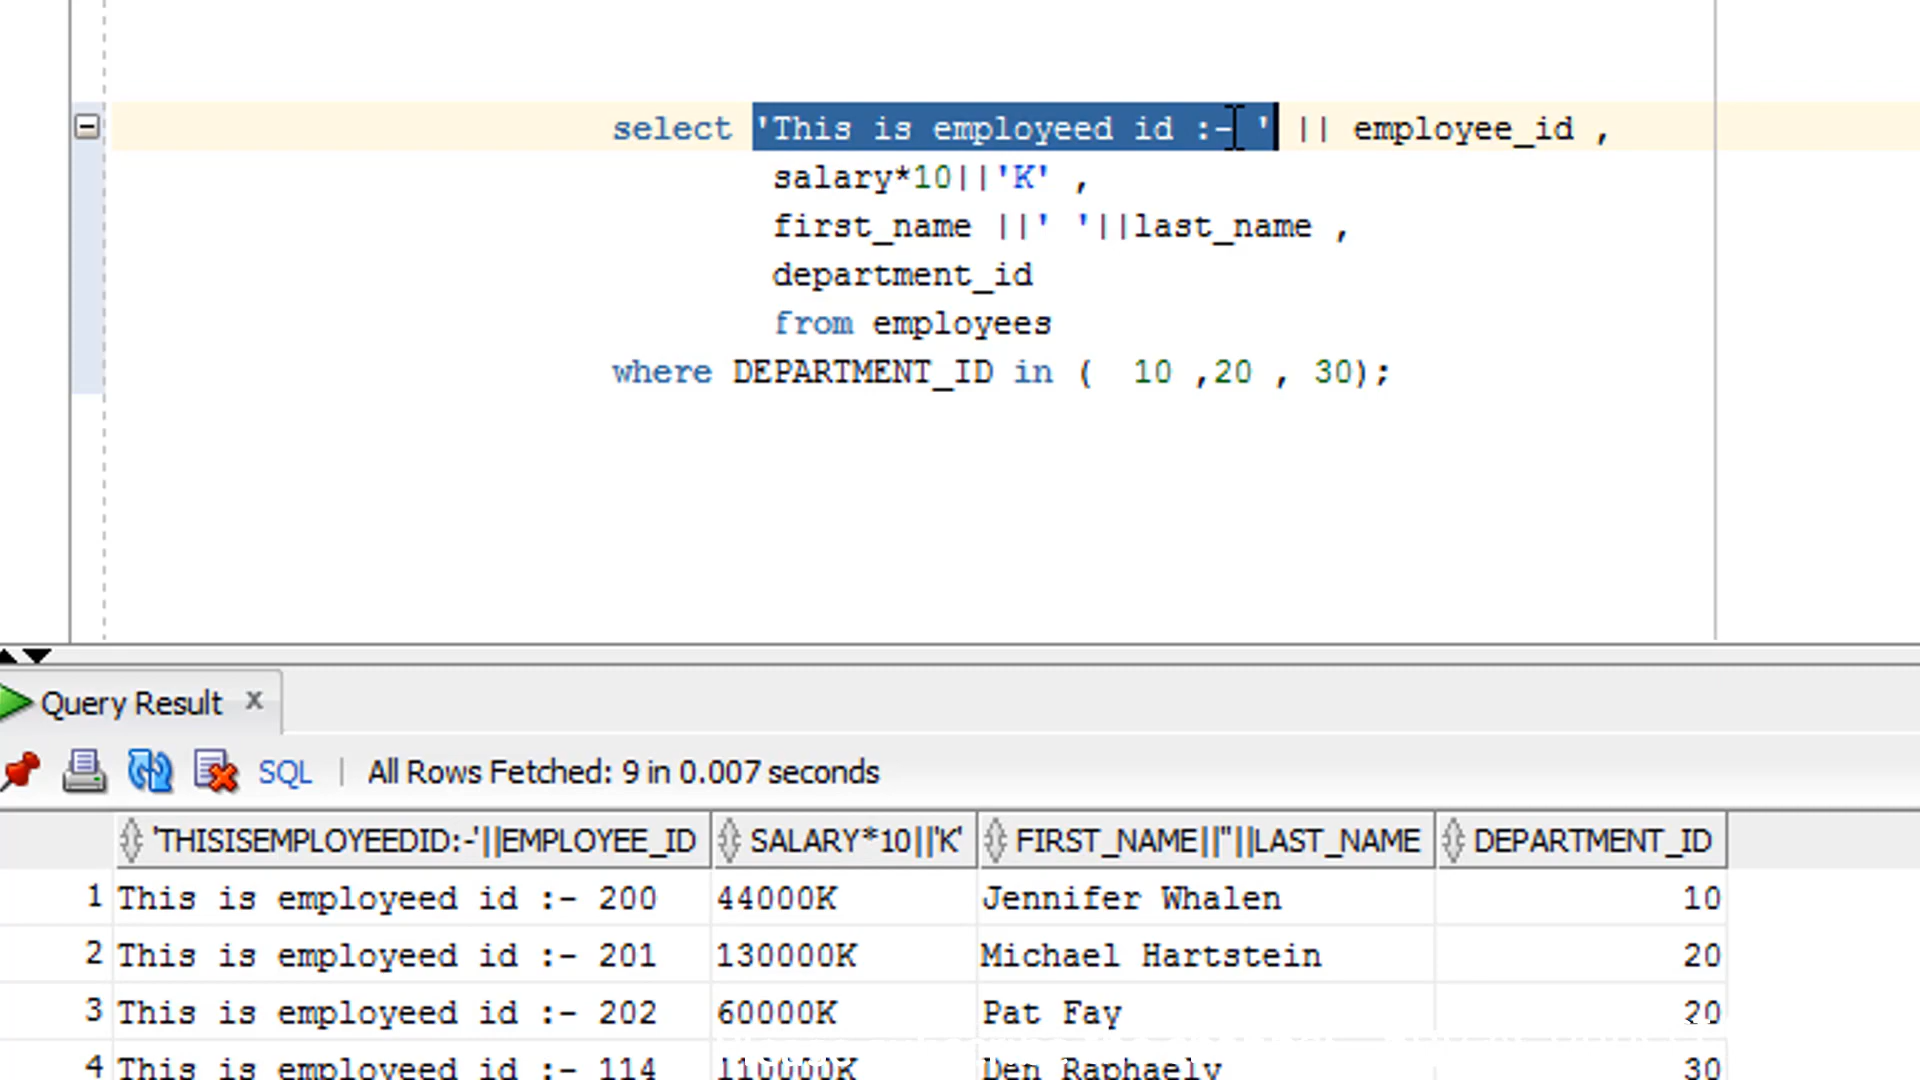 select 'This is employeed id :- ' || employee_id ,
salary*10||'K' ,
first_name ||' '||last_name ,
department_id
from employees
where DEPARTMENT_ID in (  10 ,20 , 30);
Query Result x
SQL | All Rows Fetched: 9 in 0.007 seconds
'THISISEMPLOYEEDID:-'||EMPLOYEE_ID SALARY*10||'K' FIRST_NAME||''||LAST_NAME DEPARTMENT_ID
1 This is employeed id :- 200 44000K Jennifer Whalen 10
2 This is employeed id :- 201 130000K Michael Hartstein 20
3 This is employeed id :- 202 60000K Pat Fay 20
4 This is employeed id :- 114 110000K Den Raphaely 30